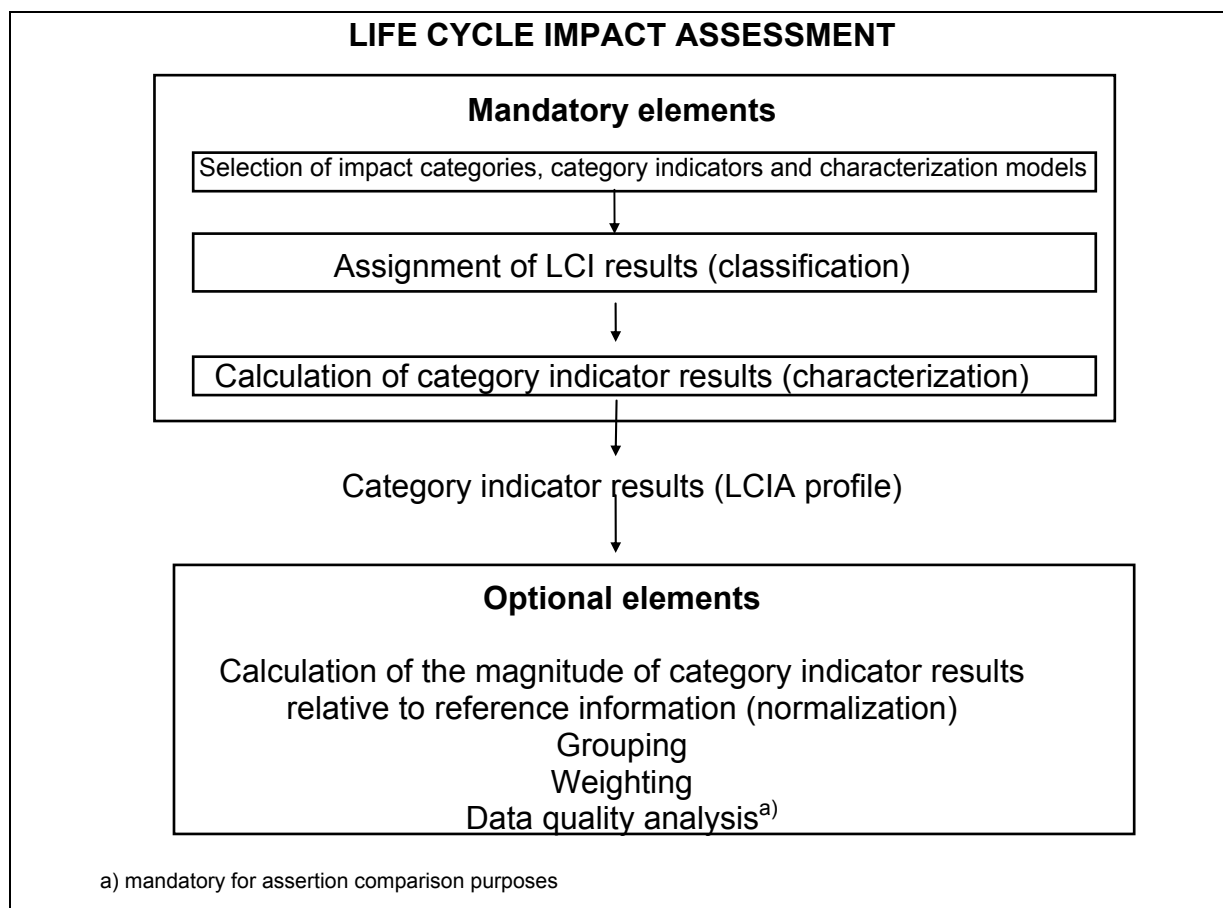 LIFE CYCLE IMPACT ASSESSMENT
Mandatory elements
Selection of impact categories, category indicators and characterization models
Assignment of LCI results (classification)
Calculation of category indicator results (characterization)
Category indicator results (LCIA profile)
Optional elements
Calculation of the magnitude of category indicator results
relative to reference information (normalization)
Grouping
Weighting
Data quality analysis a)
a) mandatory for assertion comparison purposes